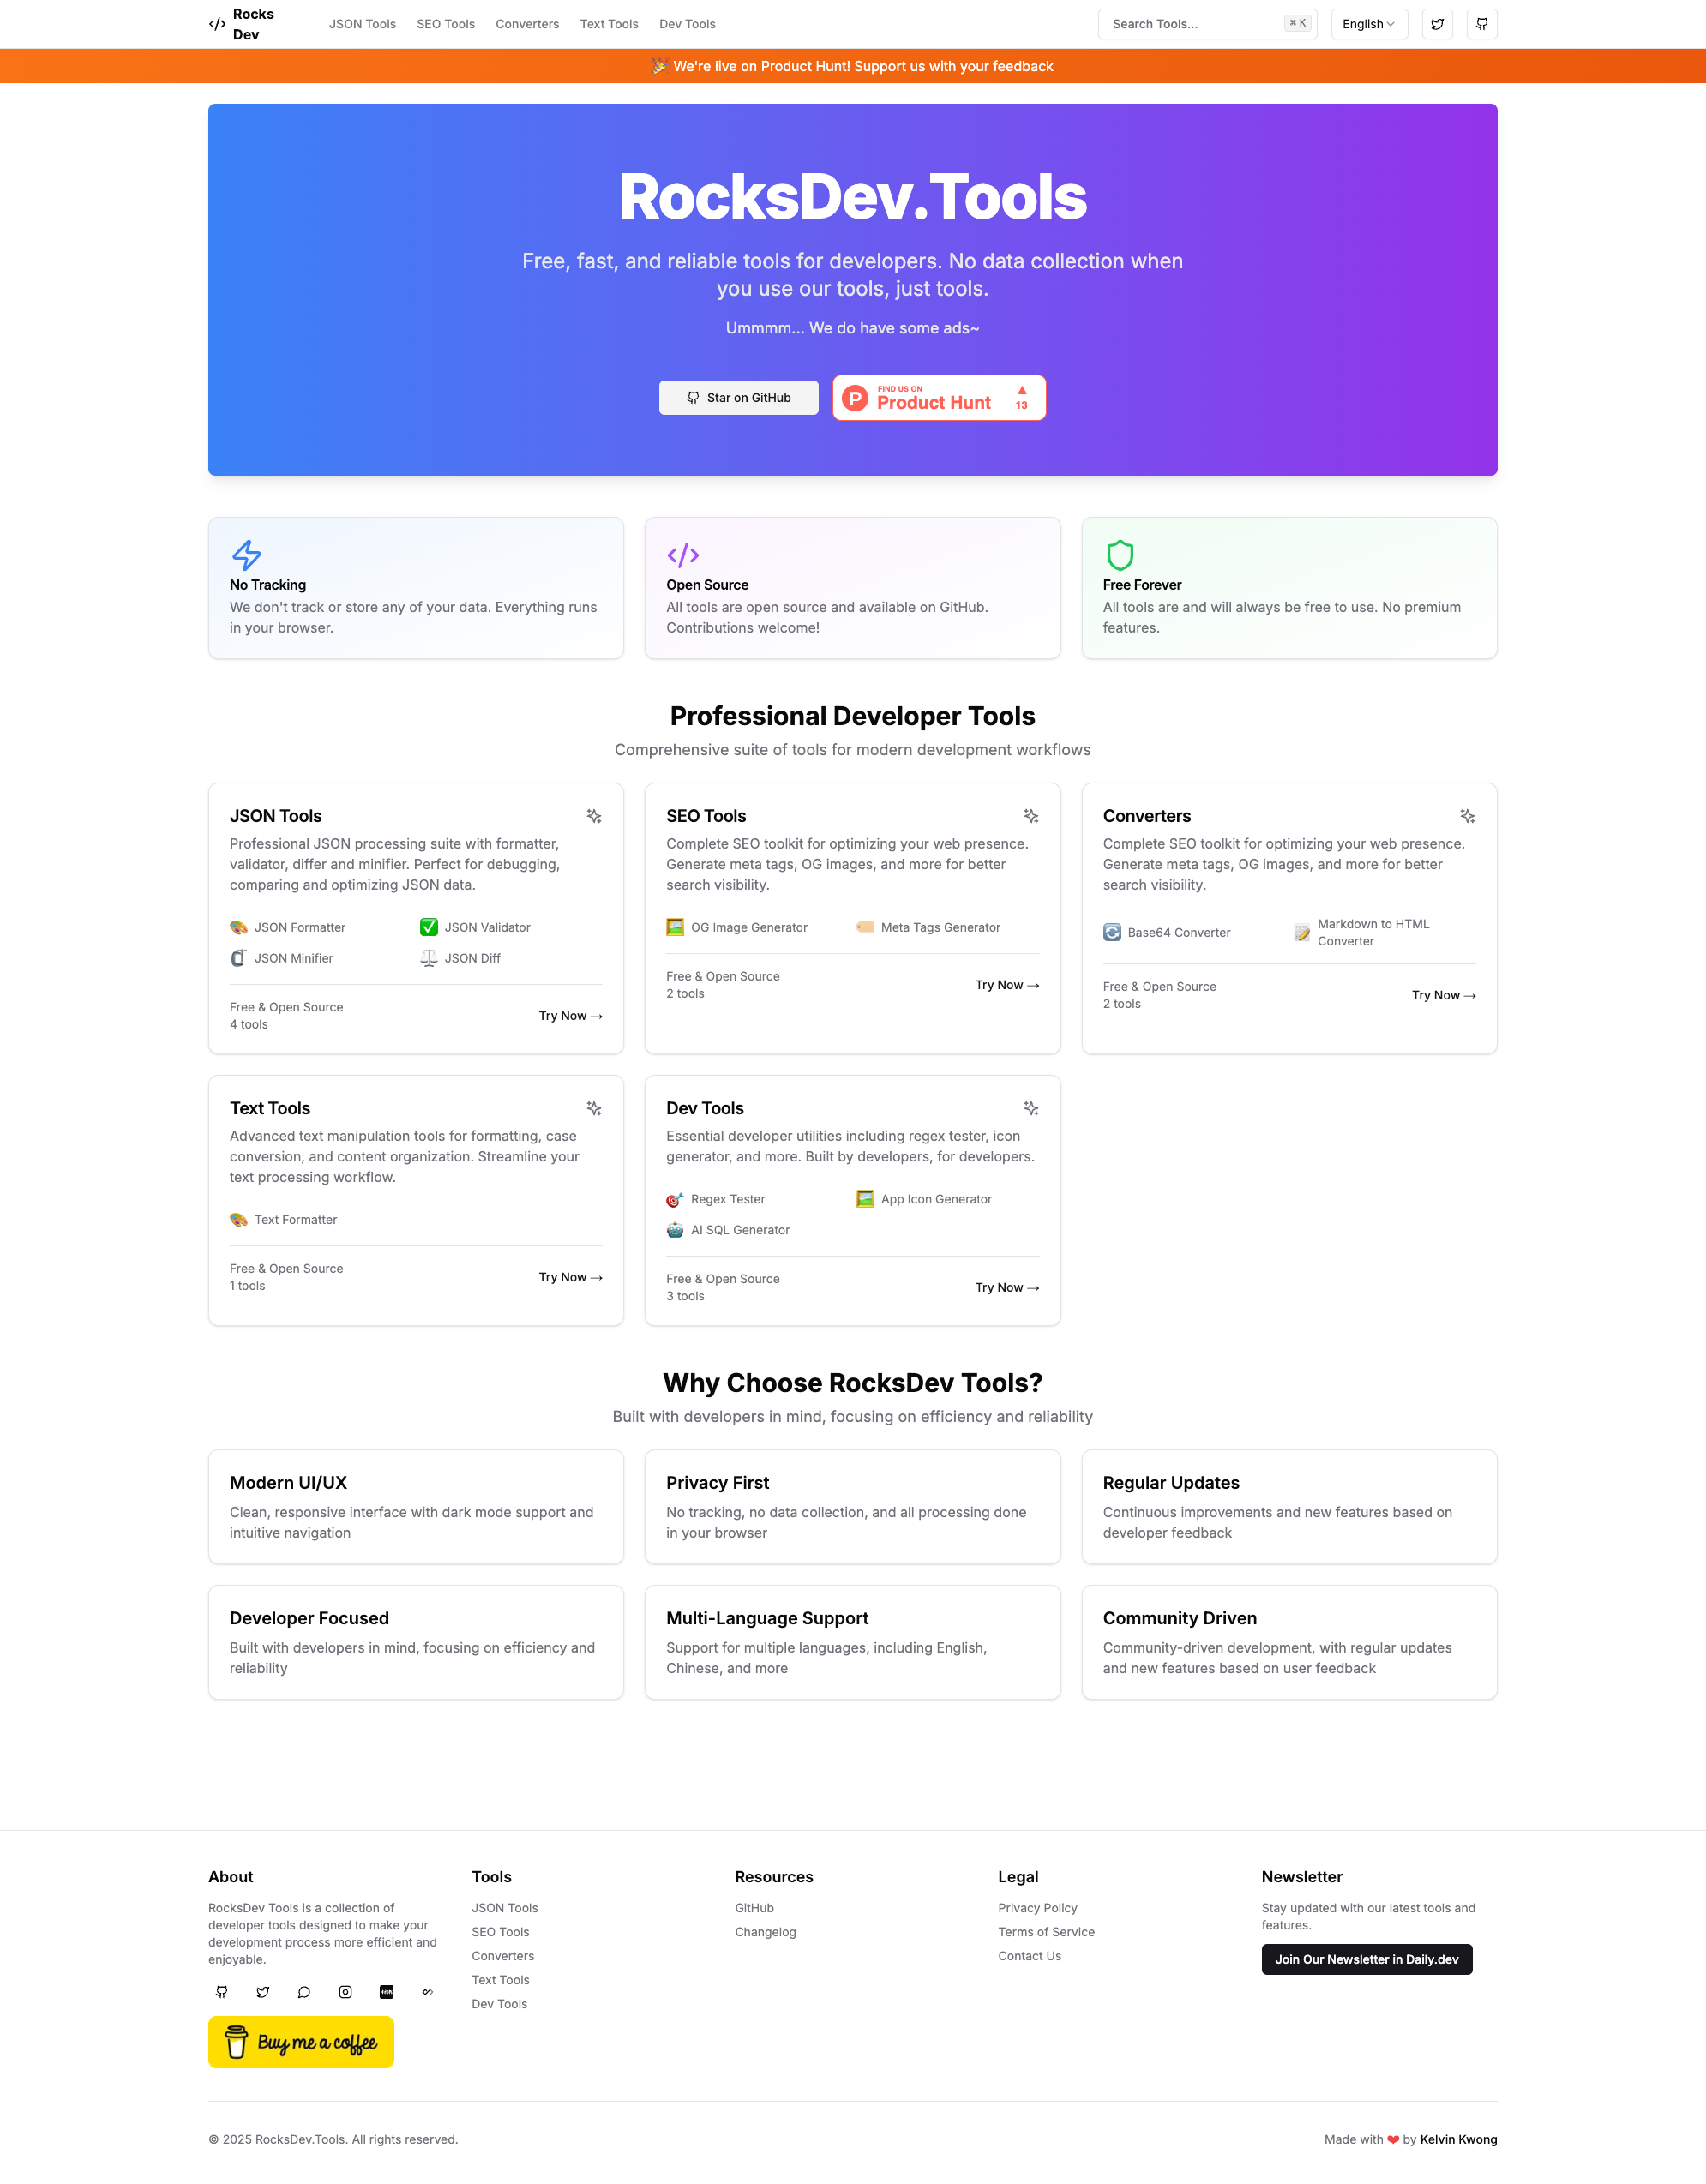 Rocks
Dev
JSON Tools
SEO Tools
Converters
Text Tools
Dev Tools
Search Tools...
⌘ K
English
🎉 We're live on Product Hunt! Support us with your feedback
RocksDev.Tools
Free, fast, and reliable tools for developers. No data collection when
you use our tools, just tools.
Ummmm... We do have some ads~
Star on GitHub
FIND US ON
Product Hunt
▲
13
No Tracking
We don't track or store any of your data. Everything runs
in your browser.
Open Source
All tools are open source and available on GitHub.
Contributions welcome!
Free Forever
All tools are and will always be free to use. No premium
features.
Professional Developer Tools
Comprehensive suite of tools for modern development workflows
JSON Tools
Professional JSON processing suite with formatter,
validator, differ and minifier. Perfect for debugging,
comparing and optimizing JSON data.
JSON Formatter
JSON Validator
JSON Minifier
JSON Diff
Free & Open Source
4 tools
Try Now →
SEO Tools
Complete SEO toolkit for optimizing your web presence.
Generate meta tags, OG images, and more for better
search visibility.
OG Image Generator
Meta Tags Generator
Free & Open Source
2 tools
Try Now →
Converters
Complete SEO toolkit for optimizing your web presence.
Generate meta tags, OG images, and more for better
search visibility.
Base64 Converter
Markdown to HTML
Converter
Free & Open Source
2 tools
Try Now →
Text Tools
Advanced text manipulation tools for formatting, case
conversion, and content organization. Streamline your
text processing workflow.
Text Formatter
Free & Open Source
1 tools
Try Now →
Dev Tools
Essential developer utilities including regex tester, icon
generator, and more. Built by developers, for developers.
Regex Tester
App Icon Generator
AI SQL Generator
Free & Open Source
3 tools
Try Now →
Why Choose RocksDev Tools?
Built with developers in mind, focusing on efficiency and reliability
Modern UI/UX
Clean, responsive interface with dark mode support and
intuitive navigation
Privacy First
No tracking, no data collection, and all processing done
in your browser
Regular Updates
Continuous improvements and new features based on
developer feedback
Developer Focused
Built with developers in mind, focusing on efficiency and
reliability
Multi-Language Support
Support for multiple languages, including English,
Chinese, and more
Community Driven
Community-driven development, with regular updates
and new features based on user feedback
About
RocksDev Tools is a collection of
developer tools designed to make your
development process more efficient and
enjoyable.
Buy me a coffee
Tools
JSON Tools
SEO Tools
Converters
Text Tools
Dev Tools
Resources
GitHub
Changelog
Legal
Privacy Policy
Terms of Service
Contact Us
Newsletter
Stay updated with our latest tools and
features.
Join Our Newsletter in Daily.dev
© 2025 RocksDev.Tools. All rights reserved.
Made with ❤ by Kelvin Kwong